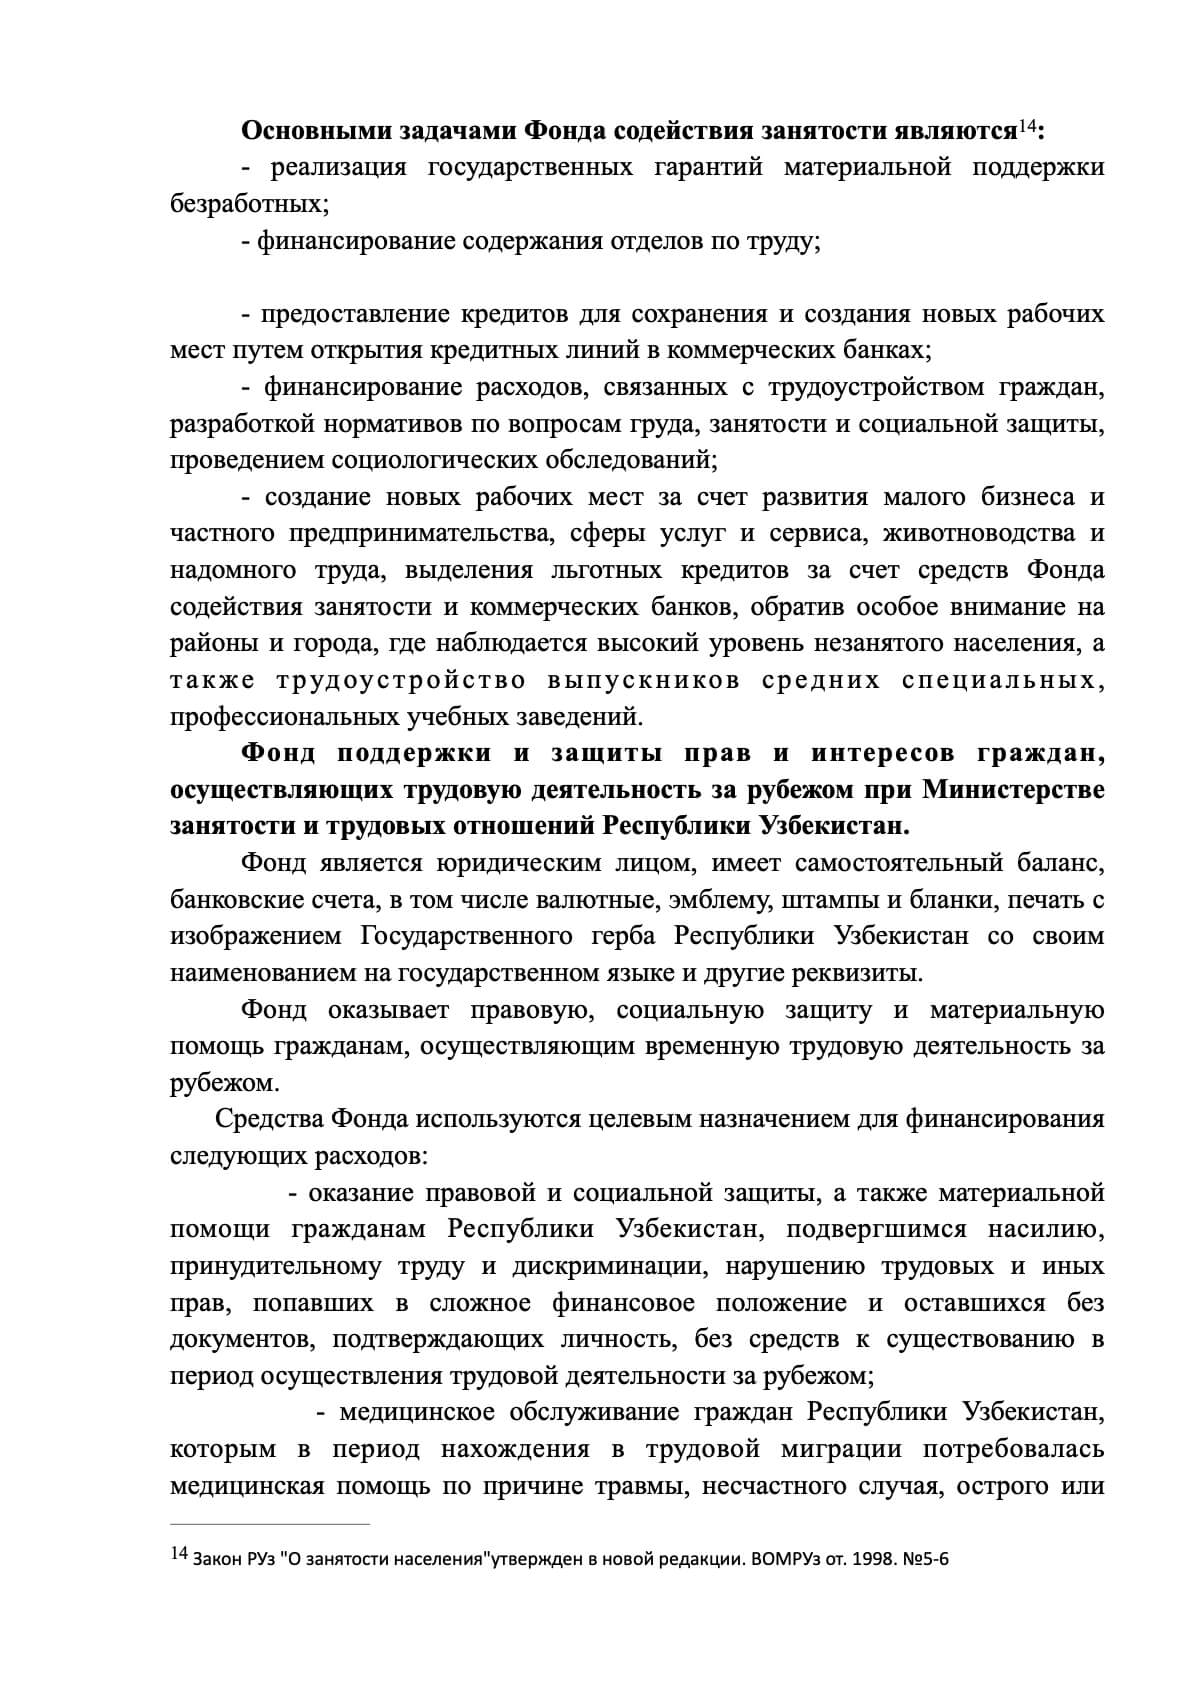 Основными задачами Фонда содействия занятости являются14:
- реализация государственных гарантий материальной поддержки
безработных;
- финансирование содержания отделов по труду;
- предоставление кредитов для сохранения и создания новых рабочих
мест путем открытия кредитных линий в коммерческих банках;
- финансирование расходов, связанных с трудоустройством граждан,
разработкой нормативов по вопросам груда, занятости и социальной защиты,
проведением социологических обследований;
- создание новых рабочих мест за счет развития малого бизнеса и
частного предпринимательства, сферы услуг и сервиса, животноводства и
надомного труда, выделения льготных кредитов за счет средств Фонда
содействия занятости и коммерческих банков, обратив особое внимание на
районы и города, где наблюдается высокий уровень незанятого населения, а
также трудоустройство выпускников средних специальных,
профессиональных учебных заведений.
Фонд поддержки и защиты прав и интересов граждан,
осуществляющих трудовую деятельность за рубежом при Министерстве
занятости и трудовых отношений Республики Узбекистан.
Фонд является юридическим лицом, имеет самостоятельный баланс,
банковские счета, в том числе валютные, эмблему, штампы и бланки, печать с
изображением Государственного герба Республики Узбекистан со своим
наименованием на государственном языке и другие реквизиты.
Фонд оказывает правовую, социальную защиту и материальную
помощь гражданам, осуществляющим временную трудовую деятельность за
рубежом.
Средства Фонда используются целевым назначением для финансирования
следующих расходов:
- оказание правовой и социальной защиты, а также материальной
помощи гражданам Республики Узбекистан, подвергшимся насилию,
принудительному труду и дискриминации, нарушению трудовых и иных
прав, попавших в сложное финансовое положение и оставшихся без
документов, подтверждающих личность, без средств к существованию в
период осуществления трудовой деятельности за рубежом;
- медицинское обслуживание граждан Республики Узбекистан,
которым в период нахождения в трудовой миграции потребовалась
медицинская помощь по причине травмы, несчастного случая, острого или
14 Закон РУз "О занятости населения"утвержден в новой редакции. ВОМРУз от. 1998. №5-6